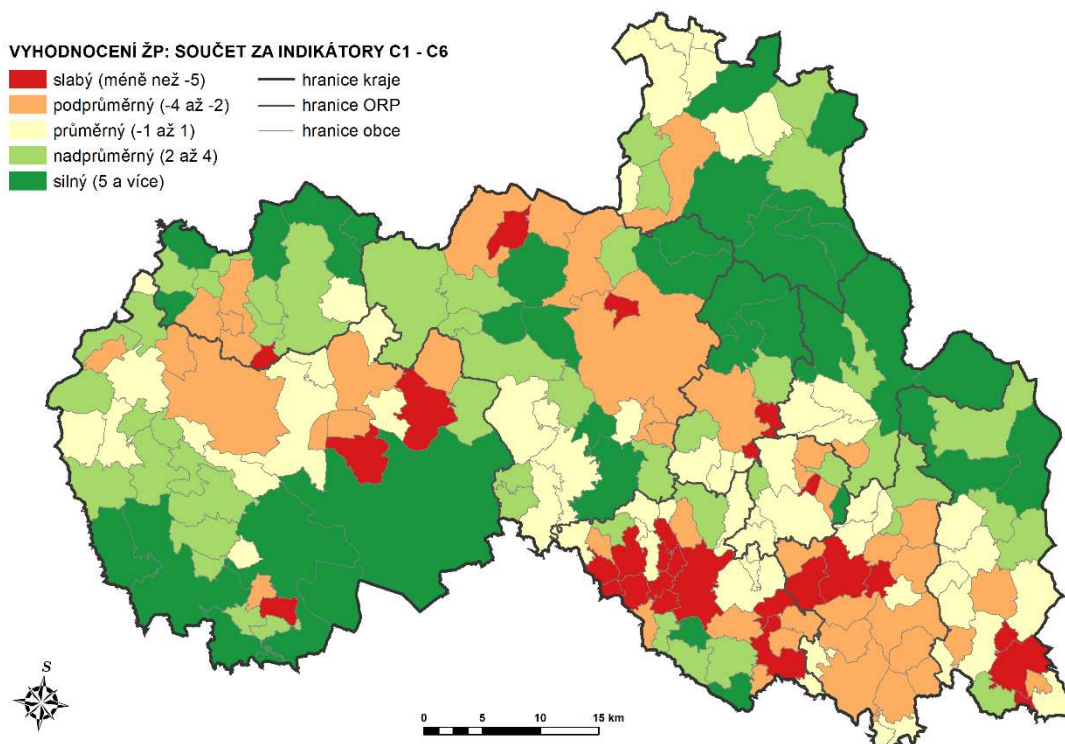 VYHODNOCENÍ ŽP: SOUČET ZA INDIKÁTORY C1 - C6
slabý (méně než -5)
podprůměrný (-4 až -2)
průměrný (-1 až 1)
nadprůměrný (2 až 4)
silný (5 a více)
hranice kraje
hranice ORP
hranice obce
S
0 5 10 15 km